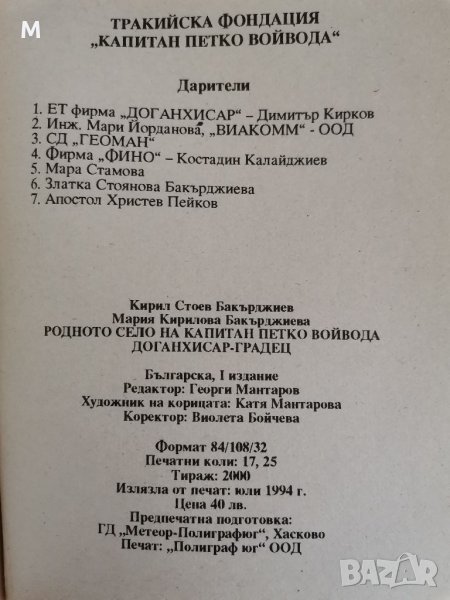 M
ТРАКИЙСКА ФОНДАЦИЯ
„КАПИТАН ПЕТКО ВОЙВОДА“
Дарители
1. ЕТ фирма „ДОГАНХИСАР“ – Димитър Кирков
2. Инж. Мари Йорданова, „ВИАКОММ“ - ООД
3. СД „ГЕОМАН“
4. Фирма „ФИНО“ – Костадин Калайджиев
5. Мара Стамова
6. Златка Стоянова Бакърджиева
7. Апостол Христев Пейков
Кирил Стоев Бакърджиев
Мария Кирилова Бакърджиева
РОДНОТО СЕЛО НА КАПИТАН ПЕТКО ВОЙВОДА
ДОГАНХИСАР-ГРАДЕЦ
Българска, I издание
Редактор: Георги Мантаров
Художник на корицата: Катя Мантарова
Коректор: Виолета Бойчева
Формат 84/108/32
Печатни коли: 17, 25
Тираж: 2000
Излязла от печат: юли 1994 г.
Цена 40 лв.
Предпечатна подготовка:
ГД „Метеор-Полиграфюг“, Хасково
Печат: „Полиграф юг“ ООД
BAZAR